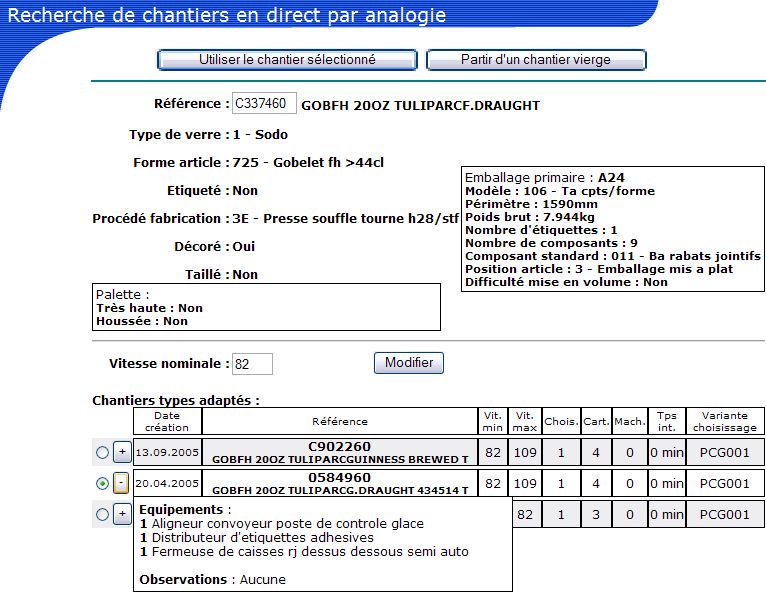 Recherche de chantiers en direct par analogie
Utiliser le chantier sélectionné Partir d'un chantier vierge
Référence : C337460 GOBFH 20OZ TULIPARCF.DRAUGHT
Type de verre : 1 - Sodo
Forme article : 725 - Gobelet fh >44cl
Etiqueté : Non
Procédé fabrication : 3E - Presse souffle tourne h28/stf
Décoré : Oui
Taillé : Non
Emballage primaire : A24
Modèle : 106 - Ta cpts/forme
Périmètre : 1590mm
Poids brut : 7.944kg
Nombre d'étiquettes : 1
Nombre de composants : 9
Composant standard : 011 - Ba rabats jointifs
Position article : 3 - Emballage mis a plat
Difficulté mise en volume : Non
Palette :
Très haute : Non
Houssée : Non
Vitesse nominale : 82 Modifier
Chantiers types adaptés :
Date création Référence Vit. min Vit. max Chois. Cart. Mach. Tps int. Variante choisissage
+ 13.09.2005 C902260 82 109 1 4 0 0 min PCG001
GOBFH 20OZ TULIPARCGUINNESS BREWED T
- 20.04.2005 0584960 82 109 1 4 0 0 min PCG001
GOBFH 20OZ TULIPARCG.DRAUGHT 434514 T
+ 82 1 3 0 0 min PCG001
Equipements :
1 Aligneur convoyeur poste de controle glace
1 Distributeur d'etiquettes adhesives
1 Fermeuse de caisses rj dessus dessous semi auto
Observations : Aucune